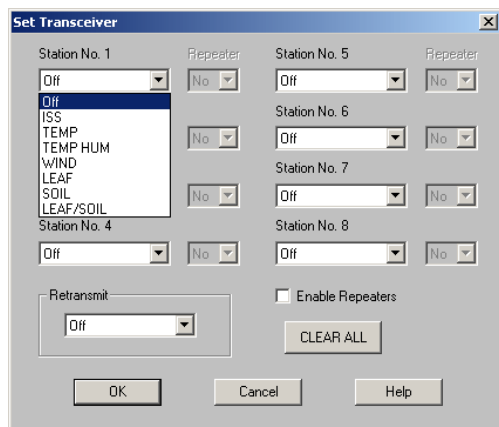 Set Transceiver
Station No. 1 Repeater Station No. 5 Repeater
Off No Off No
Off
ISS
TEMP
TEMP HUM
WIND
LEAF
SOIL
LEAF/SOIL
Station No. 6
No Off No
Station No. 7
No Off No
Station No. 4 Station No. 8
Off No Off No
Retransmit
Off
Enable Repeaters
CLEAR ALL
OK Cancel Help